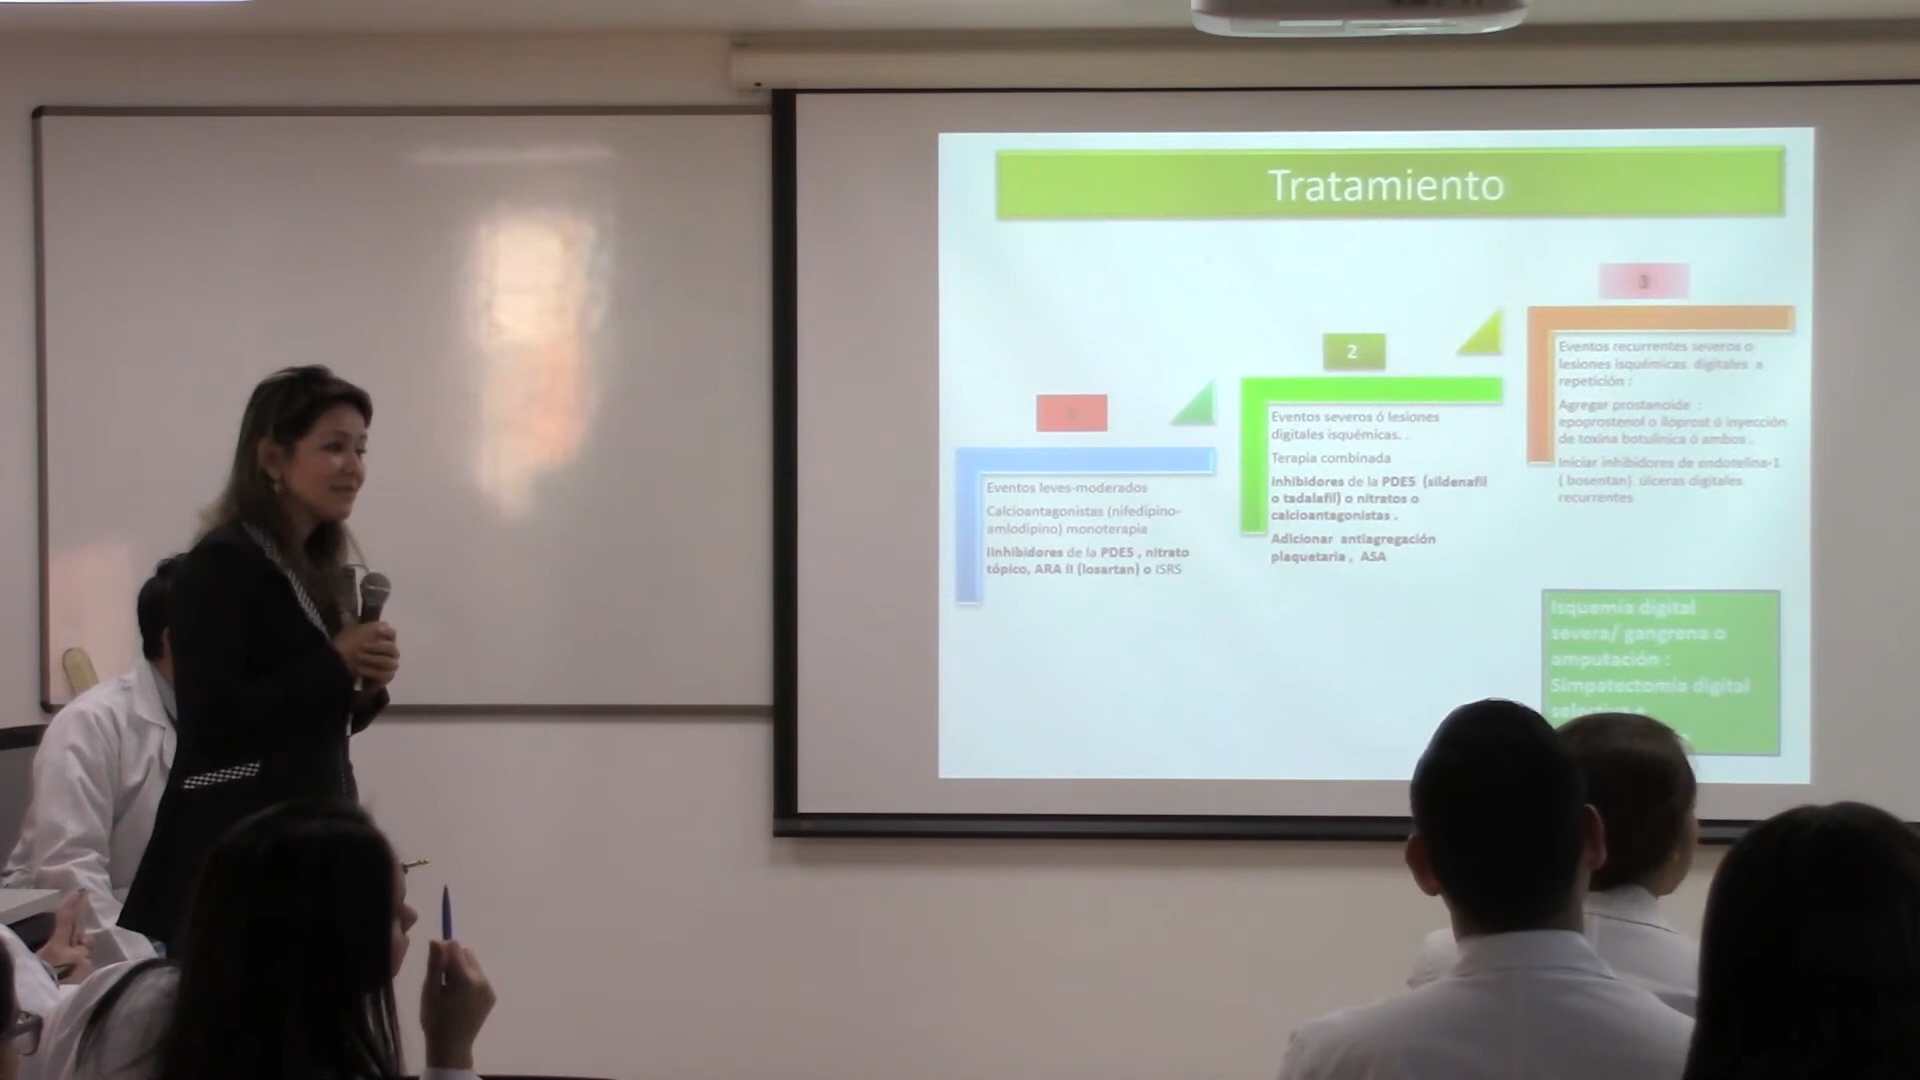 Tratamiento
Eventos leves-moderados
Calcioantagonistas (nifedipino-
amlodipino) monoterapia
Iinhibidores de la PDE5 , nitrato
tópico, ARA II (losartan) o ISRS
2
Eventos severos ó lesiones
digitales isquémicas. .
Terapia combinada
Inhibidores de la PDE5 (sildenafil
o tadalafil) o nitratos o
calcioantagonistas .
Adicionar antiagregación
plaquetaria , ASA
3
Eventos recurrentes severos o
lesiones isquémicas digitales a
repetición :
Agregar prostanoide :
epoprostenol o iloprost ó inyección
de toxina botulínica ó ambos .
Iniciar inhibidores de endotelina-1
( bosentan) úlceras digitales
recurrentes
Isquemia digital
severa/ gangrena o
amputación :
Simpatectomia digital
selectiva +